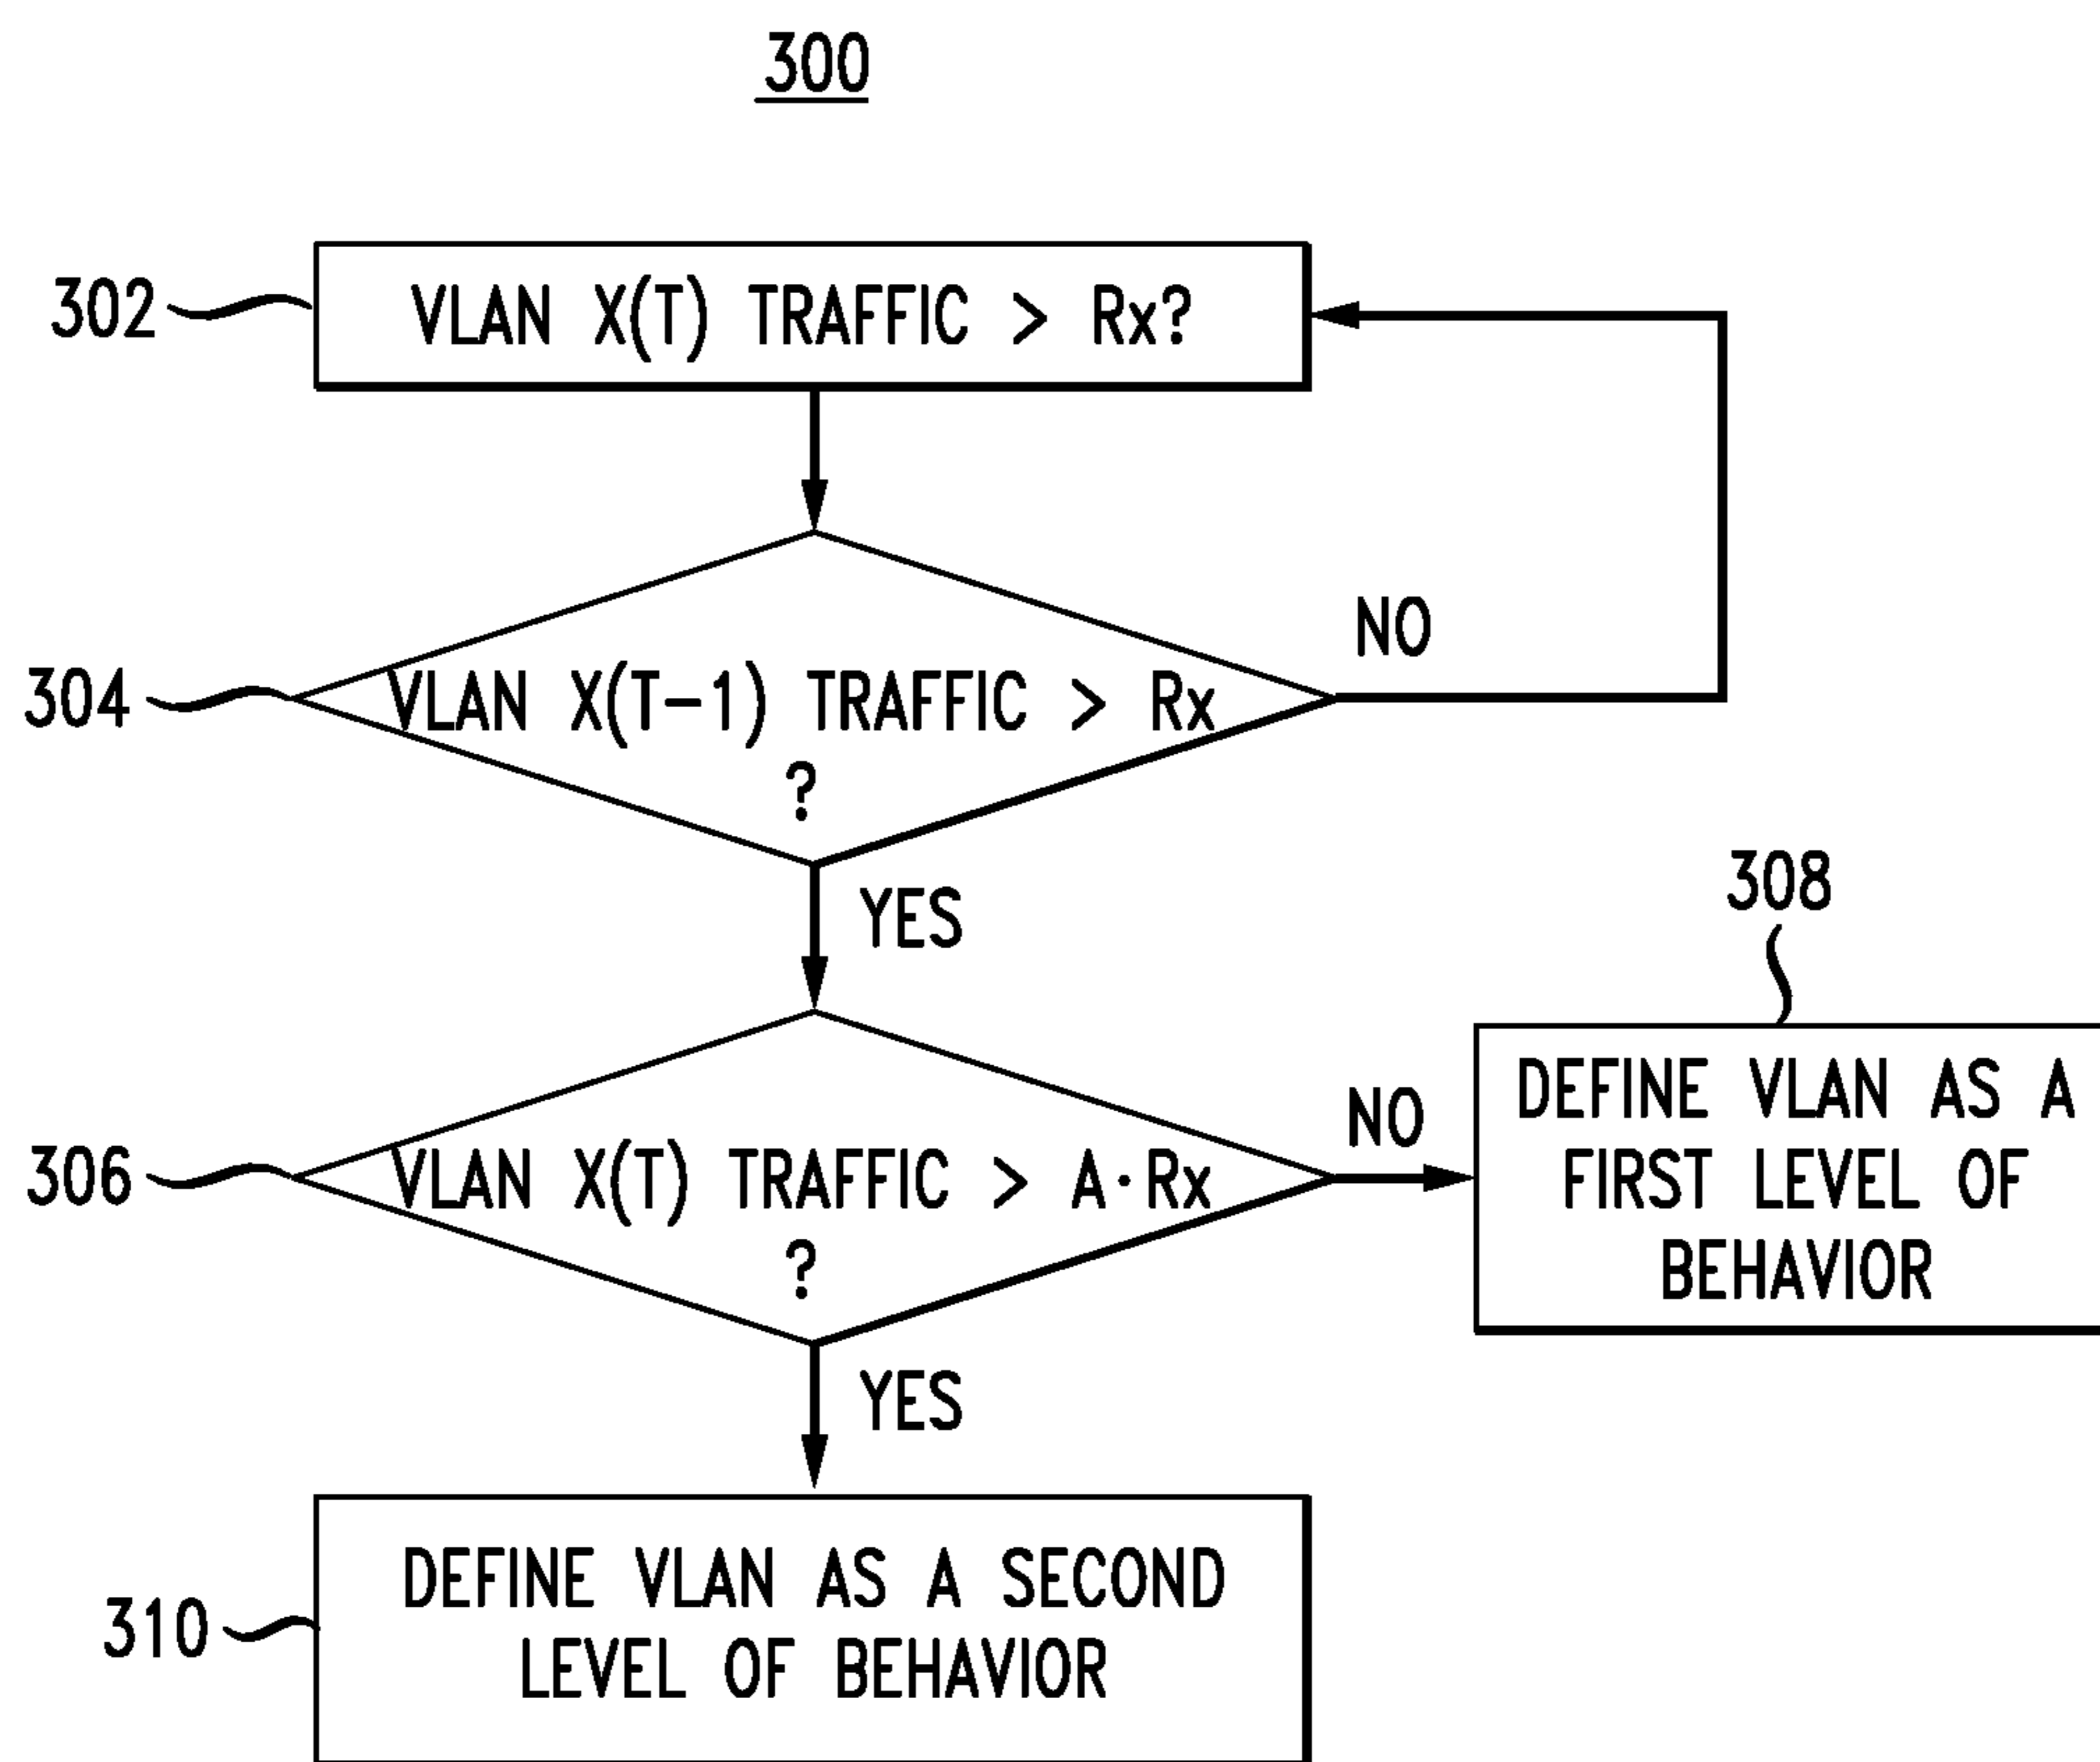 300
302
VLAN X(T) TRAFFIC > Rx?
NO
304
VLAN X(T-1) TRAFFIC > Rx
?
YES
308
306
VLAN X(T) TRAFFIC > A·Rx
?
NO
DEFINE VLAN AS A
FIRST LEVEL OF
BEHAVIOR
YES
310
DEFINE VLAN AS A SECOND
LEVEL OF BEHAVIOR